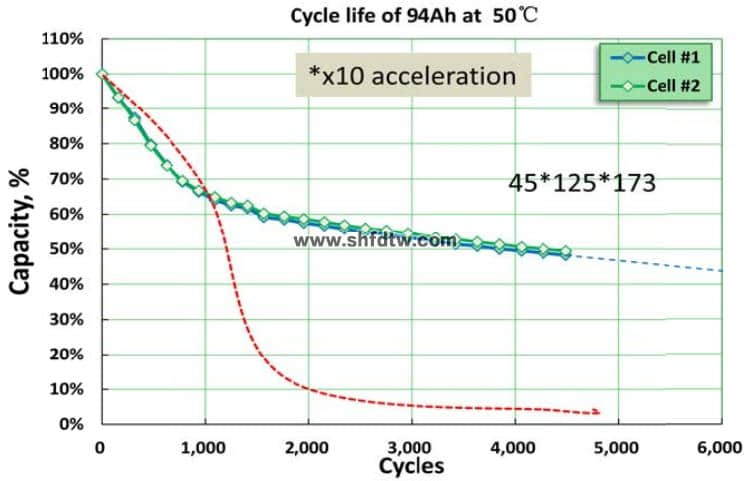 Cycle life of 94Ah at 50℃
110%
100%
90%
80%
70%
60%
50%
40%
30%
20%
10%
0%
Capacity, %
*x10 acceleration
Cell #1
Cell #2
45*125*173
www.shfdtw.com
0
1,000
2,000
3,000
4,000
5,000
6,000
Cycles